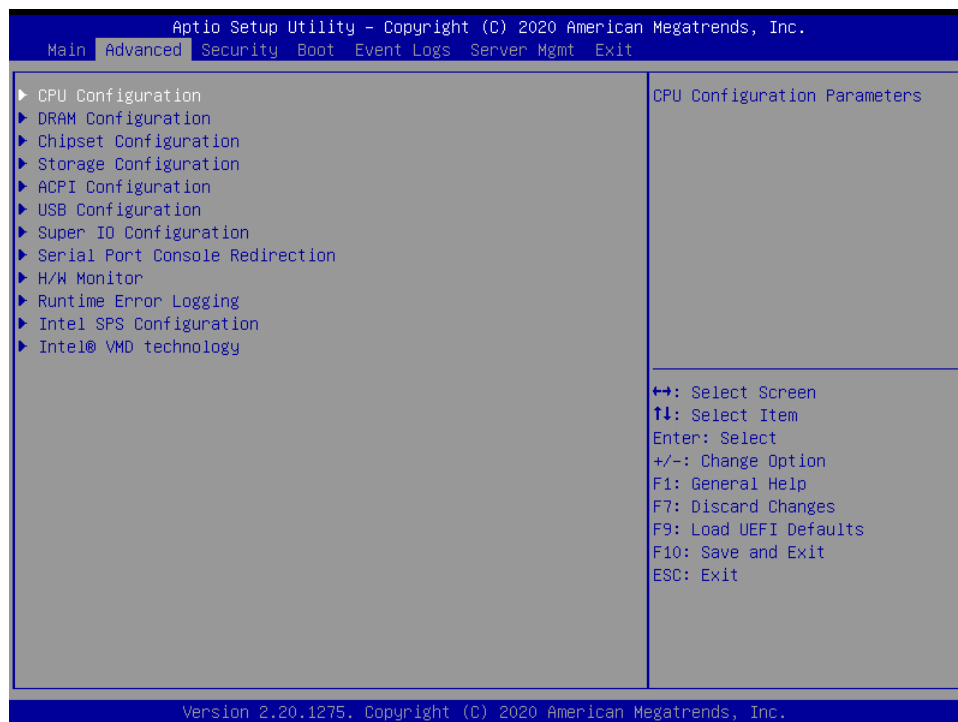 Aptio Setup Utility – Copyright (C) 2020 American Megatrends, Inc.
Main Advanced Security Boot Event Logs Server Mgmt Exit
CPU Configuration
DRAM Configuration
Chipset Configuration
Storage Configuration
ACPI Configuration
USB Configuration
Super IO Configuration
Serial Port Console Redirection
H/W Monitor
Runtime Error Logging
Intel SPS Configuration
Intel® VMD technology
CPU Configuration Parameters
↔: Select Screen
↑↓: Select Item
Enter: Select
+/-: Change Option
F1: General Help
F7: Discard Changes
F9: Load UEFI Defaults
F10: Save and Exit
ESC: Exit
Version 2.20.1275. Copyright (C) 2020 American Megatrends, Inc.